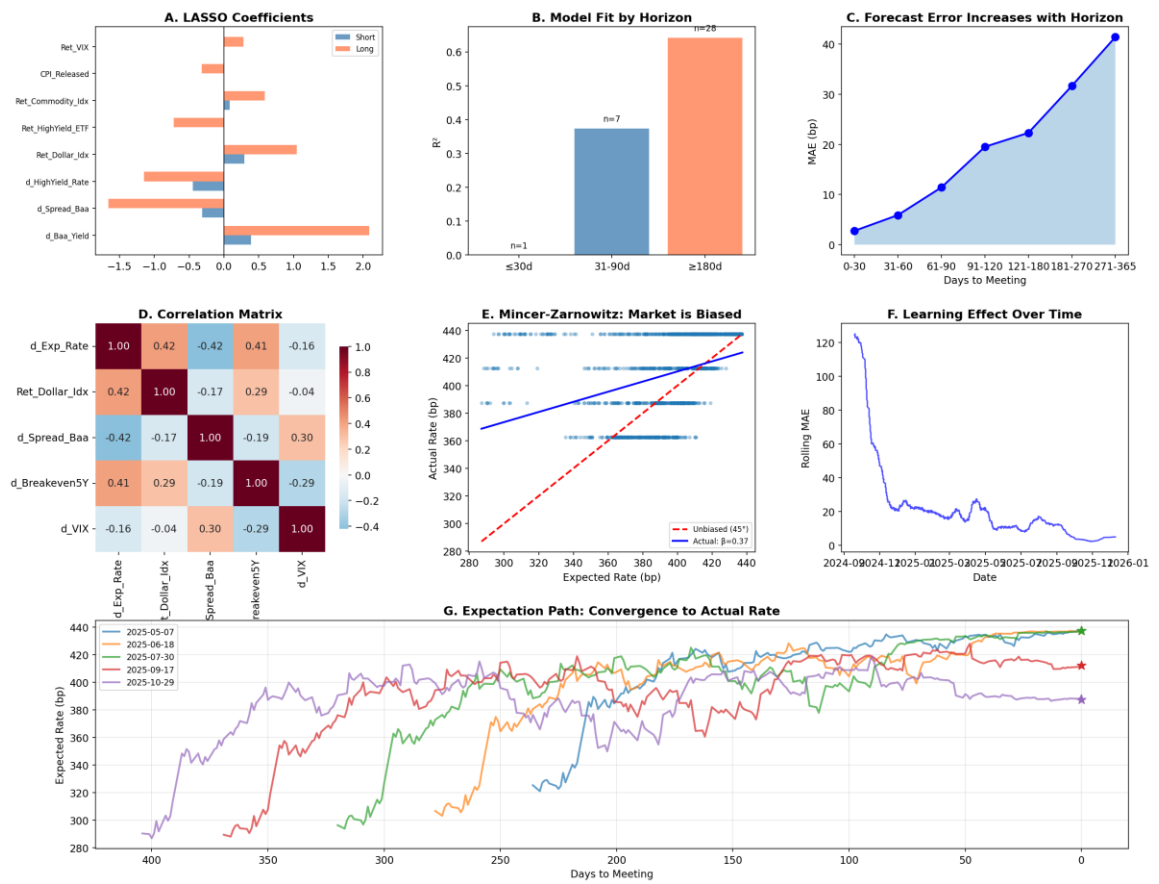 A. LASSO Coefficients
Ret_VIX
CPI_Released
Ret_Commodity_Idx
Ret_HighYield_ETF
Ret_Dollar_Idx
d_HighYield_Rate
d_Spread_Baa
d_Baa_Yield
Short
Long
−1.5 −1.0 −0.5 0.0 0.5 1.0 1.5 2.0
B. Model Fit by Horizon
R²
0.6
0.5
0.4
0.3
0.2
0.1
0.0
n=1
n=7
n=28
≤30d 31-90d ≥180d
C. Forecast Error Increases with Horizon
MAE (bp)
40
30
20
10
0
0-30 31-60 61-90 91-120 121-180 181-270 271-365
Days to Meeting
D. Correlation Matrix
d_Exp_Rate 1.00 0.42 -0.42 0.41 -0.16
Ret_Dollar_Idx 0.42 1.00 -0.17 0.29 -0.04
d_Spread_Baa -0.42 -0.17 1.00 -0.19 0.30
d_Breakeven5Y 0.41 0.29 -0.19 1.00 -0.29
d_VIX -0.16 -0.04 0.30 -0.29 1.00
d_Exp_Rate
t_Dollar_Idx
Spread_Baa
reakeven5Y
d_VIX
1.0
0.8
0.6
0.4
0.2
0.0
−0.2
−0.4
E. Mincer-Zarnowitz: Market is Biased
Actual Rate (bp)
440
420
400
380
360
340
320
300
280
Unbiased (45°)
Actual: β=0.37
300 320 340 360 380 400 420 440
Expected Rate (bp)
F. Learning Effect Over Time
Rolling MAE
120
100
80
60
40
20
0
2024-09 2024-11 2025-01 2025-03 2025-05 2025-07 2025-09 2025-11 2026-01
Date
G. Expectation Path: Convergence to Actual Rate
Expected Rate (bp)
440
420
400
380
360
340
320
300
280
2025-05-07
2025-06-18
2025-07-30
2025-09-17
2025-10-29
400 350 300 250 200 150 100 50 0
Days to Meeting